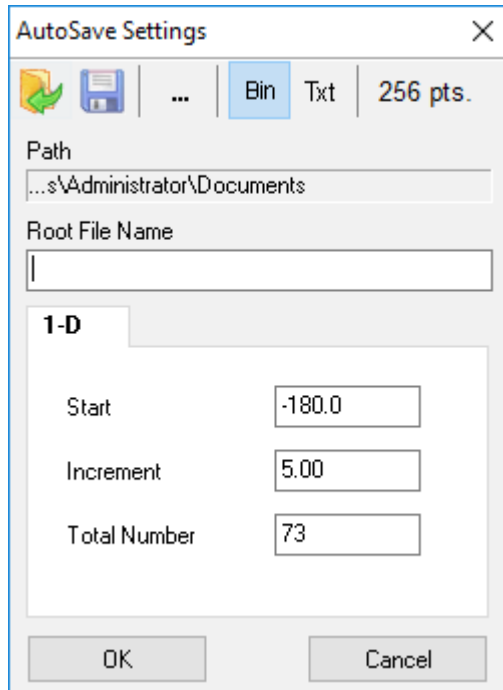 AutoSave Settings
... Bin Txt 256 pts.
Path
...s\Administrator\Documents
Root File Name
1-D
Start -180.0
Increment 5.00
Total Number 73
OK Cancel